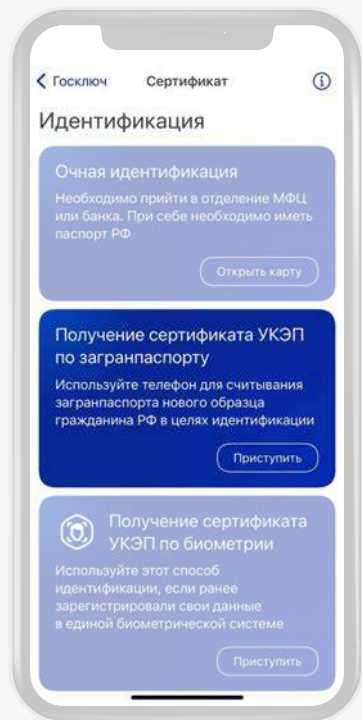 Госключ Сертификат
Идентификация
Очная идентификация
Необходимо прийти в отделение МФЦ
или банка. При себе необходимо иметь
паспорт РФ
Открыть карту
Получение сертификата УКЭП
по загранпаспорту
Используйте телефон для считывания
загранпаспорта нового образца
гражданина РФ в целях идентификации
Приступить
Получение сертификата
УКЭП по биометрии
Используйте этот способ
идентификации, если ранее
зарегистрировали свои данные
в единой биометрической системе
Приступить